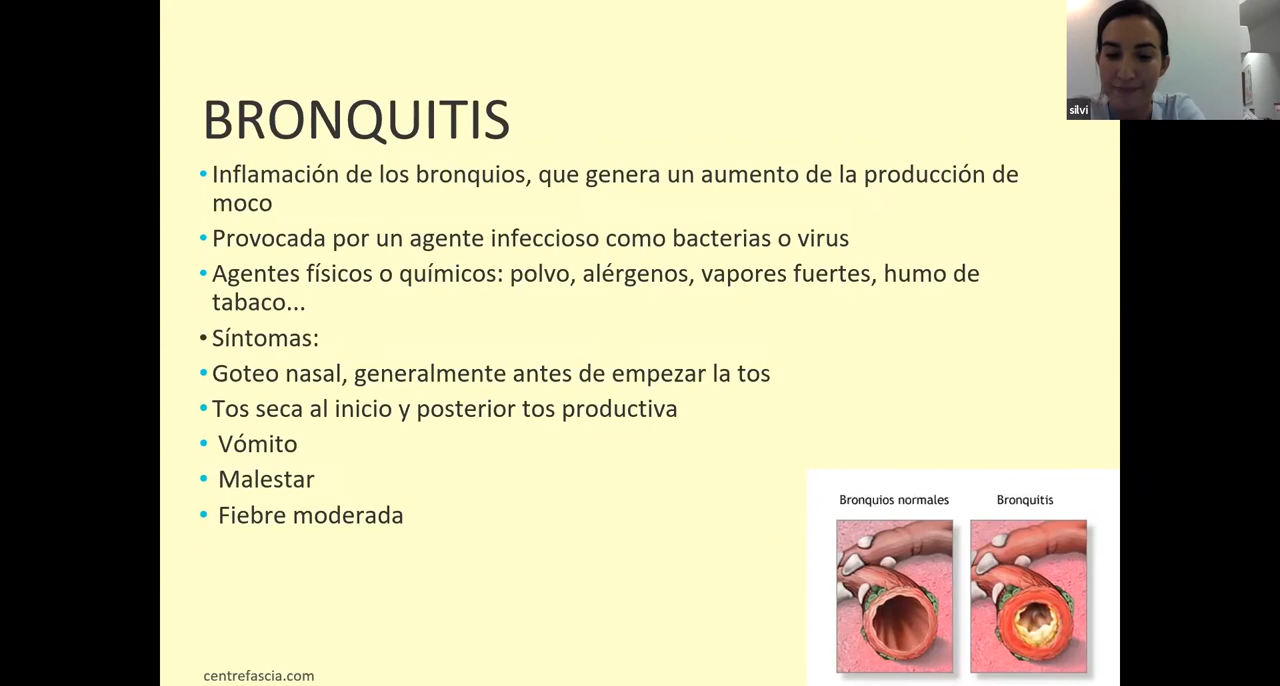 silvi
BRONQUITIS
• Inflamación de los bronquios, que genera un aumento de la producción de
moco
• Provocada por un agente infeccioso como bacterias o virus
• Agentes físicos o químicos: polvo, alérgenos, vapores fuertes, humo de
tabaco...
• Síntomas:
• Goteo nasal, generalmente antes de empezar la tos
• Tos seca al inicio y posterior tos productiva
• Vómito
• Malestar
• Fiebre moderada
Bronquios normales
Bronquitis
centrefascia.com